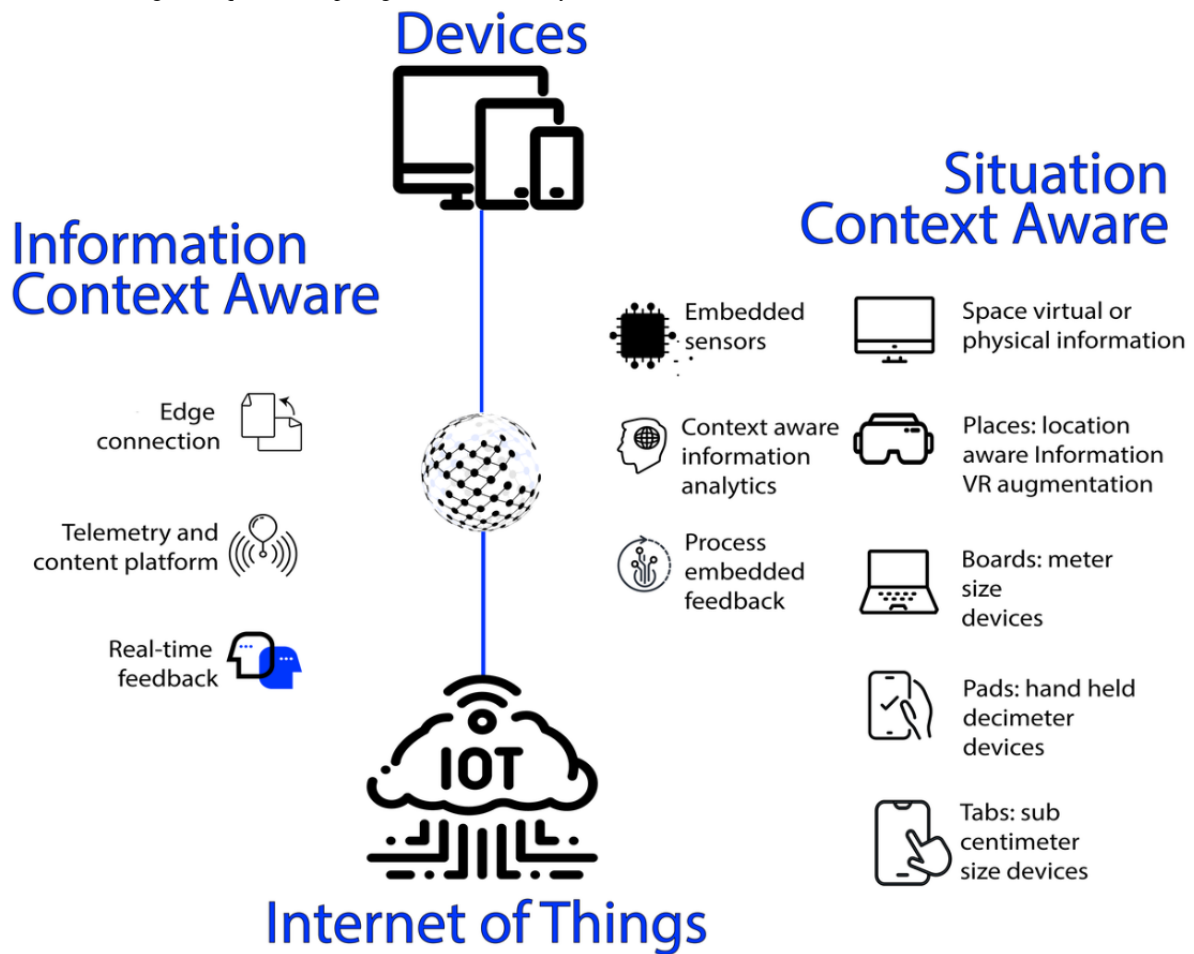 Devices
Situation
Context Aware
Information
Context Aware
Edge
connection
Telemetry and
content platform
Real-time
feedback
Embedded
sensors
Context aware
information
analytics
Process
embedded
feedback
Space virtual or
physical information
Places: location
aware Information
VR augmentation
Boards: meter
size
devices
Pads: hand held
decimeter
devices
Tabs: sub
centimeter
size devices
IOT
Internet of Things